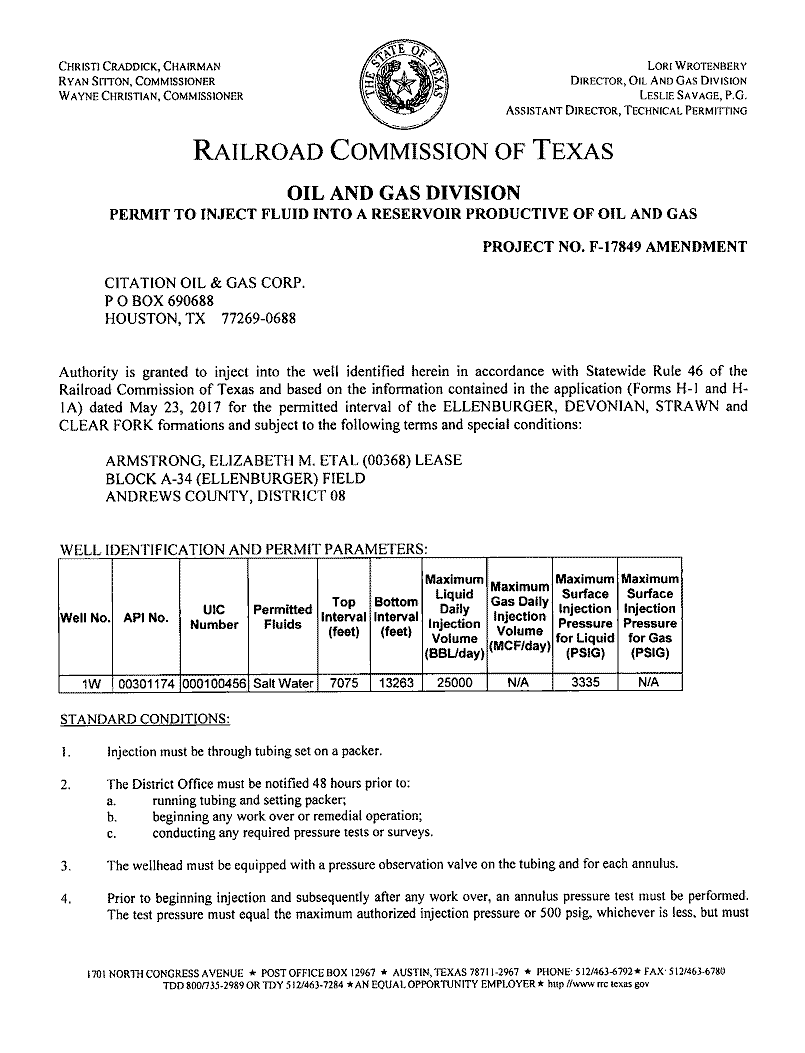 CHRISTI CRADDICK, CHAIRMAN
RYAN SITTON, COMMISSIONER
WAYNE CHRISTIAN, COMMISSIONER
THE STATE OF TEXAS
LORI WROTENBERY
DIRECTOR, OIL AND GAS DIVISION
LESLIE SAVAGE, P.G.
ASSISTANT DIRECTOR, TECHNICAL PERMITTING
RAILROAD COMMISSION OF TEXAS
OIL AND GAS DIVISION
PERMIT TO INJECT FLUID INTO A RESERVOIR PRODUCTIVE OF OIL AND GAS
PROJECT NO. F-17849 AMENDMENT
CITATION OIL & GAS CORP.
P O BOX 690688
HOUSTON, TX 77269-0688
Authority is granted to inject into the well identified herein in accordance with Statewide Rule 46 of the
Railroad Commission of Texas and based on the information contained in the application (Forms H-1 and H-
1A) dated May 23, 2017 for the permitted interval of the ELLENBURGER, DEVONIAN, STRAWN and
CLEAR FORK formations and subject to the following terms and special conditions:
ARMSTRONG, ELIZABETH M. ETAL (00368) LEASE
BLOCK A-34 (ELLENBURGER) FIELD
ANDREWS COUNTY, DISTRICT 08
WELL IDENTIFICATION AND PERMIT PARAMETERS:
Well No.
API No.
UIC
Number
Permitted
Fluids
Top
Interval
(feet)
Bottom
Interval
(feet)
Maximum
Liquid
Daily
Injection
Volume
(BBL/day)
Maximum
Gas Daily
Injection
Volume
(MCF/day)
Maximum
Surface
Injection
Pressure
for Liquid
(PSIG)
Maximum
Surface
Injection
Pressure
for Gas
(PSIG)
1W 00301174 000100456 Salt Water 7075 13263 25000 N/A 3335 N/A
STANDARD CONDITIONS:
1. Injection must be through tubing set on a packer.
2. The District Office must be notified 48 hours prior to:
a. running tubing and setting packer;
b. beginning any work over or remedial operation;
c. conducting any required pressure tests or surveys.
3. The wellhead must be equipped with a pressure observation valve on the tubing and for each annulus.
4. Prior to beginning injection and subsequently after any work over, an annulus pressure test must be performed.
The test pressure must equal the maximum authorized injection pressure or 500 psig, whichever is less, but must
1701 NORTH CONGRESS AVENUE ★ POST OFFICE BOX 12967 ★ AUSTIN, TEXAS 78711-2967 ★ PHONE· 512/463-6792★ FAX· 512/463-6780
TDD 800/735-2989 OR TDY 512/463-7284 ★ AN EQUAL OPPORTUNITY EMPLOYER ★ http //www rrc texas gov